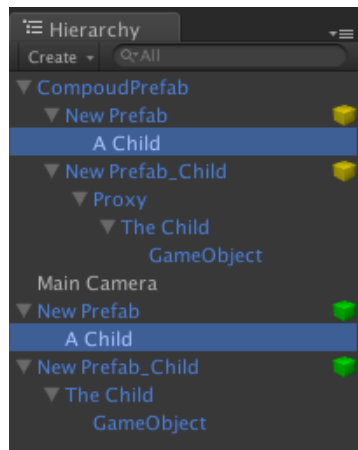 Hierarchy
Create All
CompoudPrefab
New Prefab
A Child
New Prefab_Child
Proxy
The Child
GameObject
Main Camera
New Prefab
A Child
New Prefab_Child
The Child
GameObject